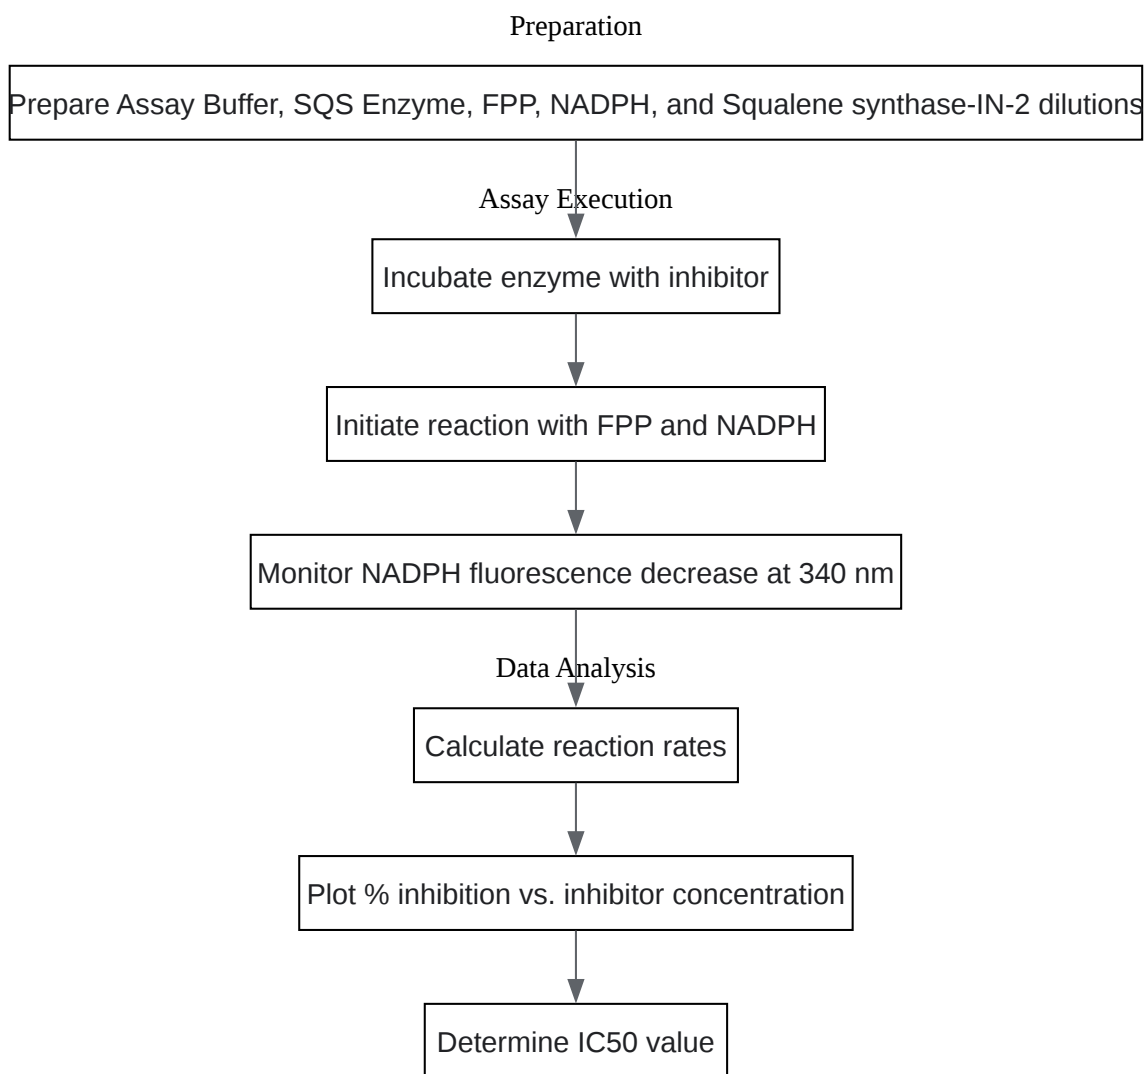 Preparation
Prepare Assay Buffer, SQS Enzyme, FPP, NADPH, and Squalene synthase-IN-2 dilutions
Assay Execution
Incubate enzyme with inhibitor
Initiate reaction with FPP and NADPH
Monitor NADPH fluorescence decrease at 340 nm
Data Analysis
Calculate reaction rates
Plot % inhibition vs. inhibitor concentration
Determine IC50 value